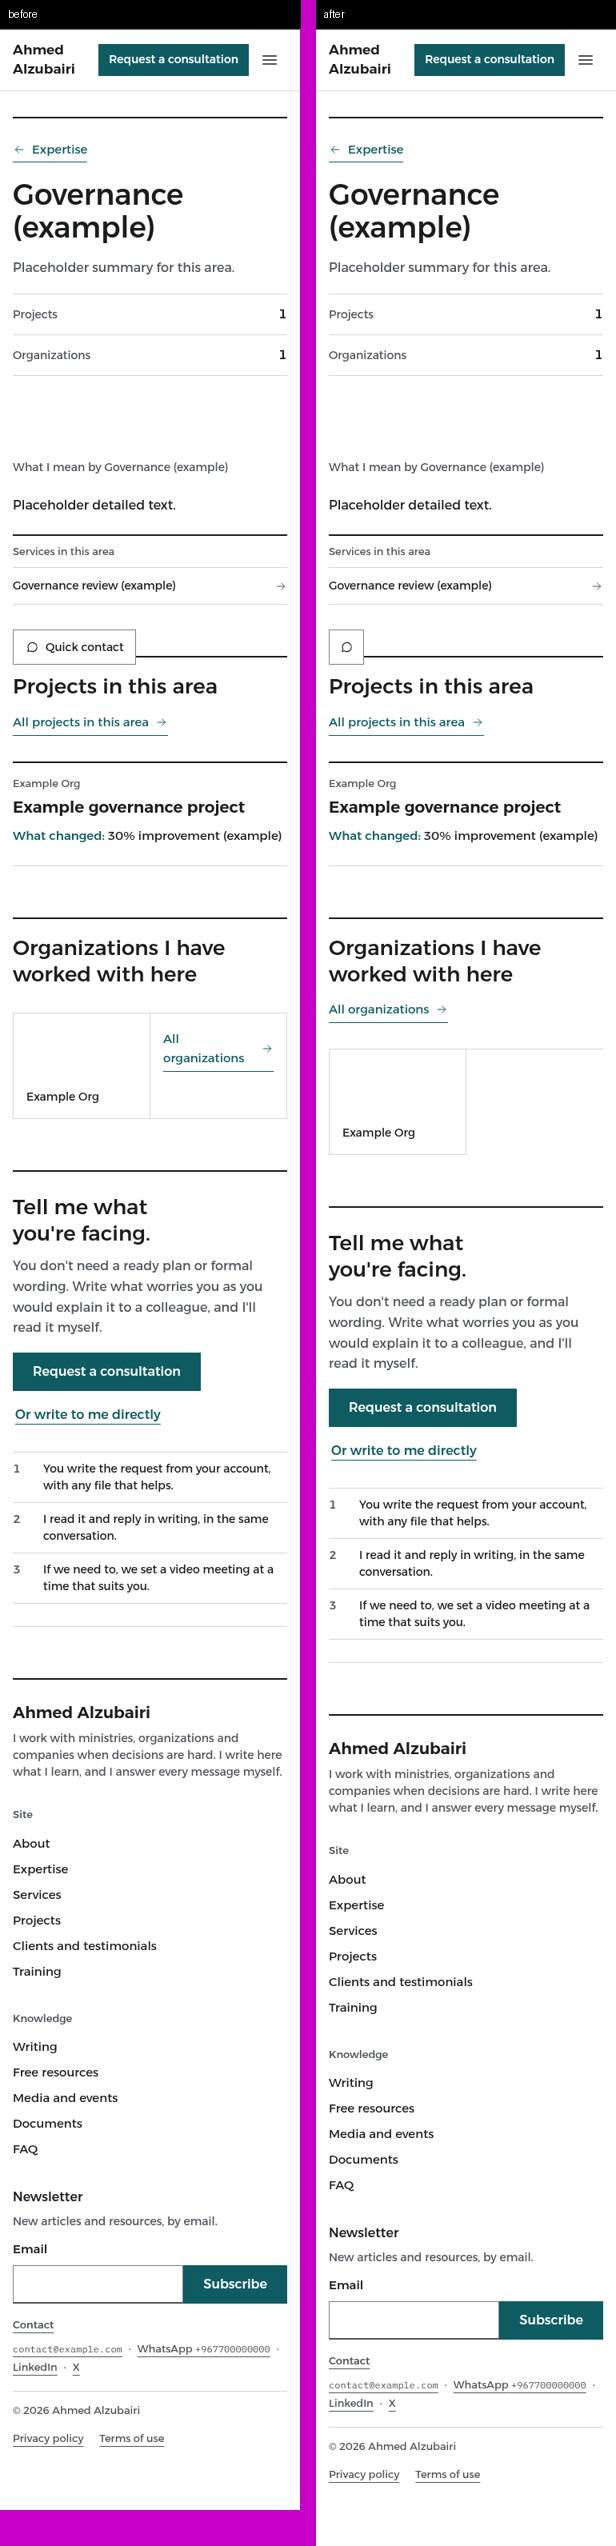 before
Ahmed
Alzubairi
Request a consultation
← Expertise
Governance
(example)
Placeholder summary for this area.
Projects 1
Organizations 1
What I mean by Governance (example)
Placeholder detailed text.
Services in this area
Governance review (example) →
Quick contact
Projects in this area
All projects in this area →
Example Org
Example governance project
What changed: 30% improvement (example)
Organizations I have
worked with here
Example Org
All
organizations →
Tell me what
you're facing.
You don't need a ready plan or formal
wording. Write what worries you as you
would explain it to a colleague, and I'll
read it myself.
Request a consultation
Or write to me directly
1 You write the request from your account,
with any file that helps.
2 I read it and reply in writing, in the same
conversation.
3 If we need to, we set a video meeting at a
time that suits you.
Ahmed Alzubairi
I work with ministries, organizations and
companies when decisions are hard. I write here
what I learn, and I answer every message myself.
Site
About
Expertise
Services
Projects
Clients and testimonials
Training
Knowledge
Writing
Free resources
Media and events
Documents
FAQ
Newsletter
New articles and resources, by email.
Email
Subscribe
Contact
contact@example.com · WhatsApp +967700000000 ·
LinkedIn · X
© 2026 Ahmed Alzubairi
Privacy policy Terms of use
after
Ahmed
Alzubairi
Request a consultation
← Expertise
Governance
(example)
Placeholder summary for this area.
Projects 1
Organizations 1
What I mean by Governance (example)
Placeholder detailed text.
Services in this area
Governance review (example) →
Projects in this area
All projects in this area →
Example Org
Example governance project
What changed: 30% improvement (example)
Organizations I have
worked with here
All organizations →
Example Org
Tell me what
you're facing.
You don't need a ready plan or formal
wording. Write what worries you as you
would explain it to a colleague, and I'll
read it myself.
Request a consultation
Or write to me directly
1 You write the request from your account,
with any file that helps.
2 I read it and reply in writing, in the same
conversation.
3 If we need to, we set a video meeting at a
time that suits you.
Ahmed Alzubairi
I work with ministries, organizations and
companies when decisions are hard. I write here
what I learn, and I answer every message myself.
Site
About
Expertise
Services
Projects
Clients and testimonials
Training
Knowledge
Writing
Free resources
Media and events
Documents
FAQ
Newsletter
New articles and resources, by email.
Email
Subscribe
Contact
contact@example.com · WhatsApp +967700000000 ·
LinkedIn · X
© 2026 Ahmed Alzubairi
Privacy policy Terms of use